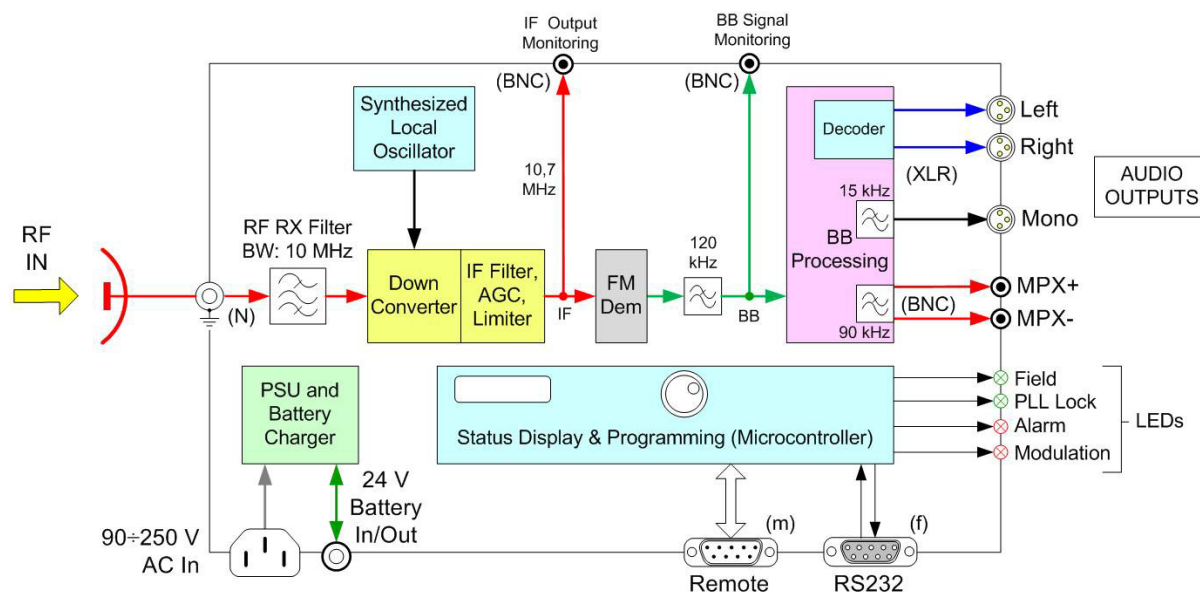 IF Output
Monitoring
BB Signal
Monitoring
(BNC)
(BNC)
Synthesized
Local
Oscillator
Decoder
Left
Right
(XLR)
AUDIO
OUTPUTS
10,7
MHz
15 kHz
Mono
RF
IN
RF RX Filter
BW: 10 MHz
120
kHz
BB
Processing
Down
Converter
IF Filter,
AGC,
Limiter
IF
FM
Dem
BB
(N)
(BNC)
90 kHz
MPX+
MPX-
PSU and
Battery
Charger
Status Display & Programming (Microcontroller)
Field
PLL Lock
Alarm
Modulation
LEDs
24 V
Battery
In/Out
90÷250 V
AC In
(m)
(f)
Remote
RS232